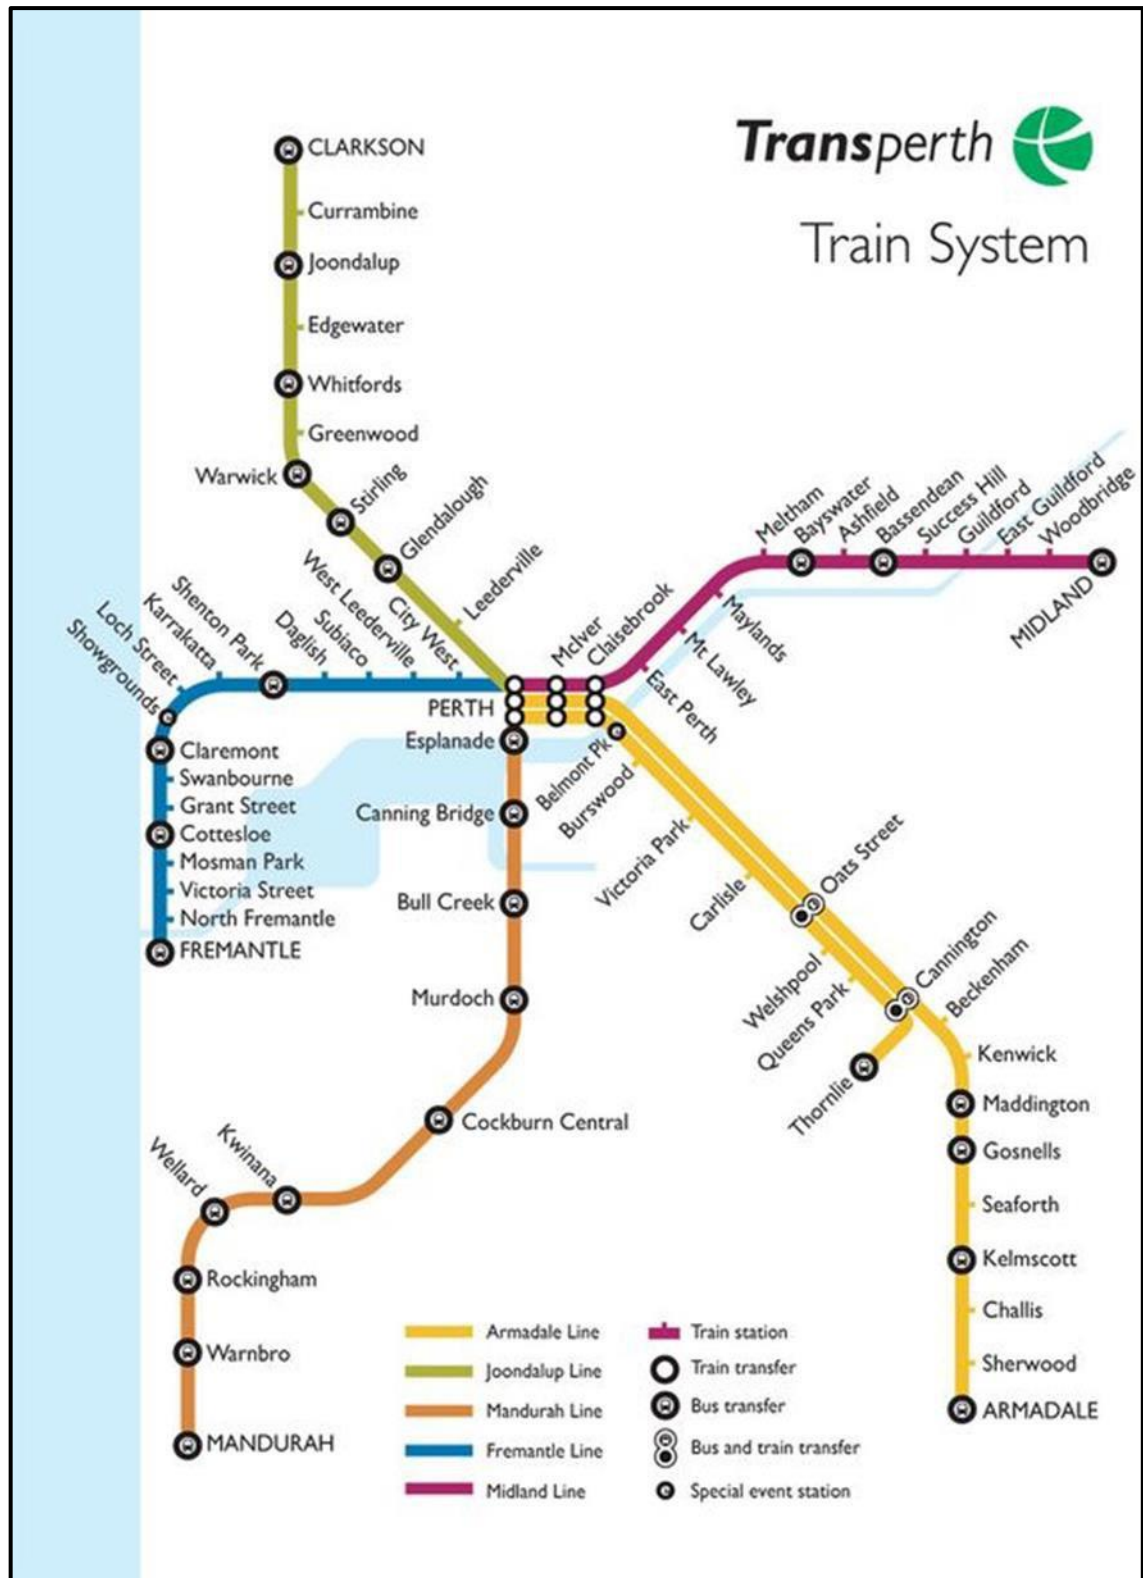 Transperth
Train System
CLARKSON
Currambine
Joondalup
Edgewater
Whitfords
Greenwood
Warwick
Stirling
Glendalough
Leederville
City West
West Leederville
Subiaco
Daglish
Shenton Park
Karrakatta
Loch Street
Showgrounds
Claremont
Swanbourne
Grant Street
Cottesloe
Mosman Park
Victoria Street
North Fremantle
FREMANTLE
PERTH
McIver
Claisebrook
East Perth
Mt Lawley
Maylands
Meltham
Bayswater
Ashfield
Bassendean
Success Hill
Guildford
East Guildford
Woodbridge
MIDLAND
Esplanade
Canning Bridge
Bull Creek
Murdoch
Cockburn Central
Kwinana
Wellard
Rockingham
Warnbro
MANDURAH
Belmont Pk
Burswood
Victoria Park
Carlisle
Oats Street
Welshpool
Queens Park
Cannington
Thornlie
Beckenham
Kenwick
Maddington
Gosnells
Seaforth
Kelmscott
Challis
Sherwood
ARMADALE
Armadale Line
Joondalup Line
Mandurah Line
Fremantle Line
Midland Line
Train station
Train transfer
Bus transfer
Bus and train transfer
Special event station